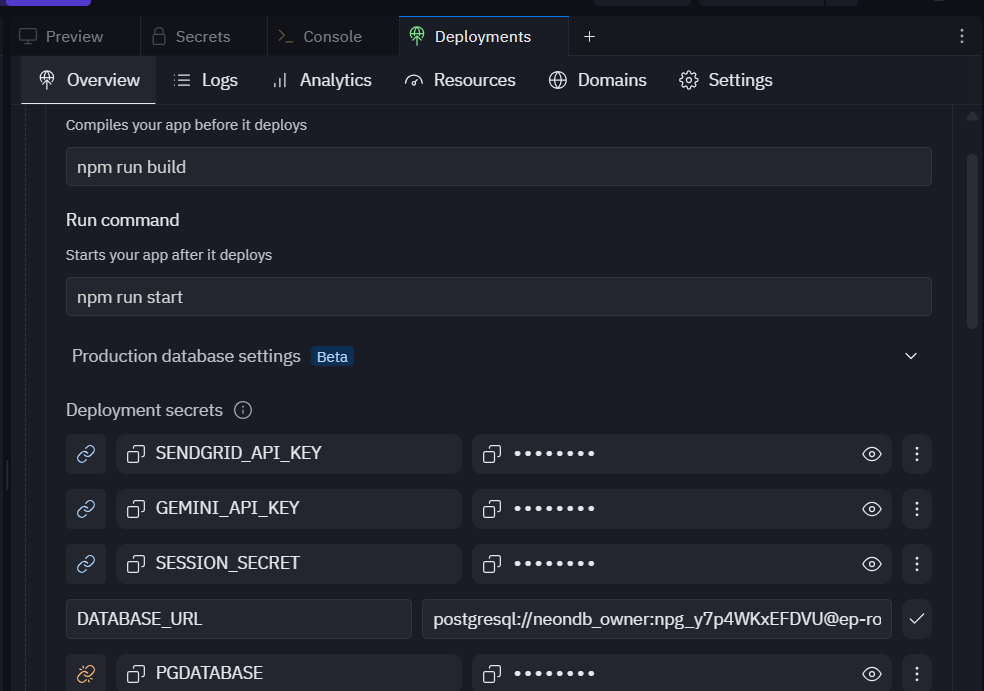 Preview Secrets Console Deployments
Overview Logs Analytics Resources Domains Settings
Compiles your app before it deploys
npm run build
Run command
Starts your app after it deploys
npm run start
Production database settings Beta
Deployment secrets
SENDGRID_API_KEY ••••••••
GEMINI_API_KEY ••••••••
SESSION_SECRET ••••••••
DATABASE_URL postgresql://neondb_owner:npg_y7p4WKxEFDVU@ep-ro
PGDATABASE ••••••••